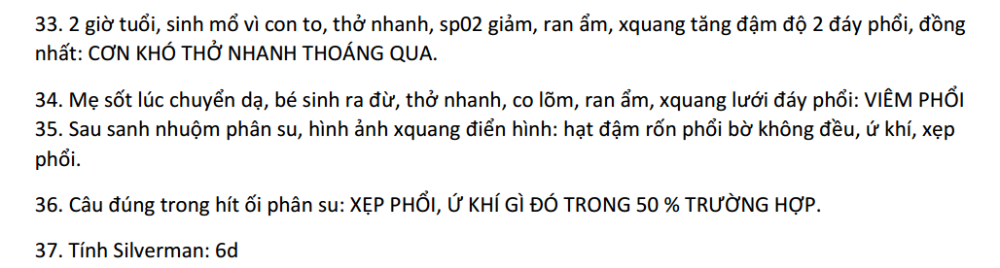 33. 2 giờ tuổi, sinh mổ vì con to, thở nhanh, sp02 giảm, ran ẩm, xquang tăng đậm độ 2 đáy phổi, đồng
nhất: CƠN KHÓ THỞ NHANH THOÁNG QUA.
34. Mẹ sốt lúc chuyển dạ, bé sinh ra đừ, thở nhanh, co lõm, ran ẩm, xquang lưới đáy phổi: VIÊM PHỔI
35. Sau sanh nhuộm phân su, hình ảnh xquang điển hình: hạt đậm rốn phổi bờ không đều, ứ khí, xẹp
phổi.
36. Câu đúng trong hít ối phân su: XẸP PHỔI, Ứ KHÍ GÌ ĐÓ TRONG 50 % TRƯỜNG HỢP.
37. Tính Silverman: 6d